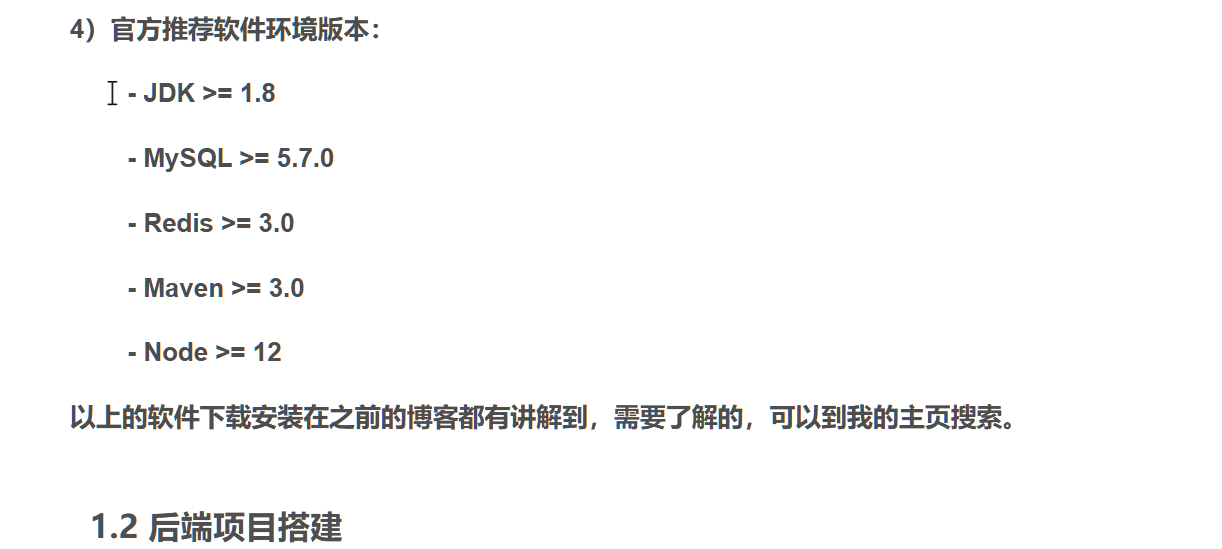 4）官方推荐软件环境版本：
- JDK >= 1.8
- MySQL >= 5.7.0
- Redis >= 3.0
- Maven >= 3.0
- Node >= 12
以上的软件下载安装在之前的博客都有讲解到，需要了解的，可以到我的主页搜索。
1.2 后端项目搭建